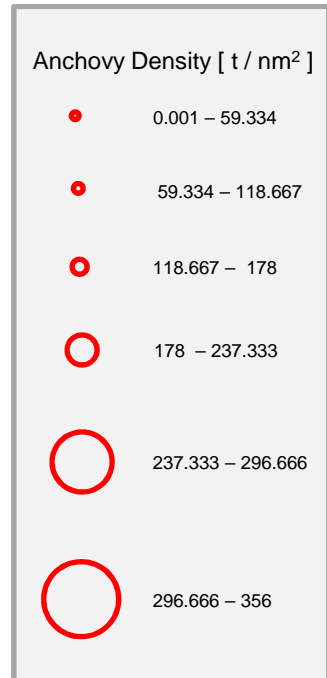 Anchovy Density [ t / nm² ]
0.001 – 59.334
59.334 – 118.667
118.667 – 178
178 – 237.333
237.333 – 296.666
296.666 – 356